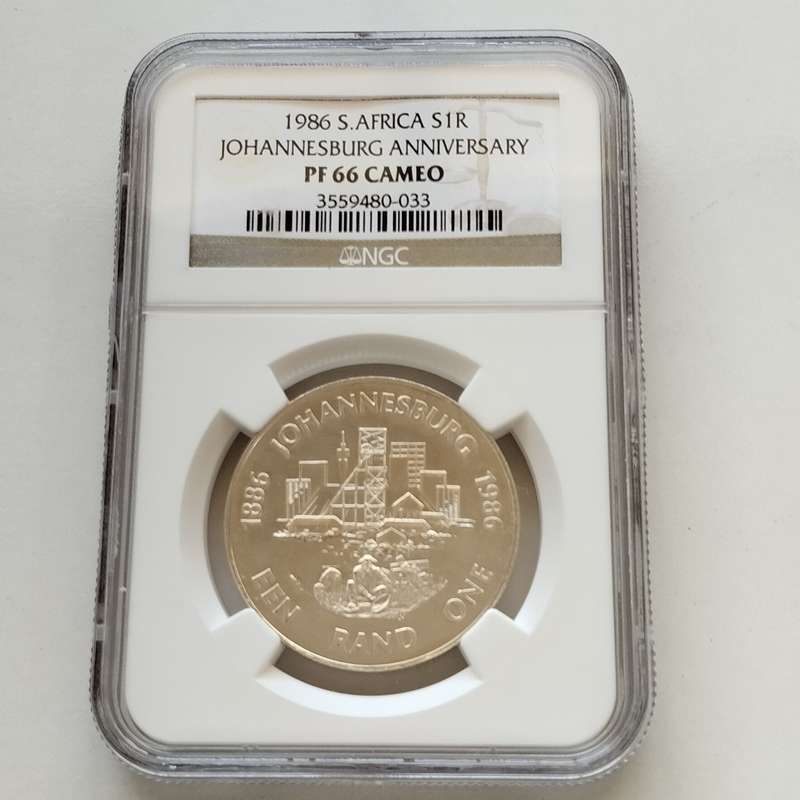 1986 S.AFRICA S1R
JOHANNESBURG ANNIVERSARY
PF 66 CAMEO
3559480-033
NGC
JOHANNESBURG
1886 1986
EEN RAND ONE